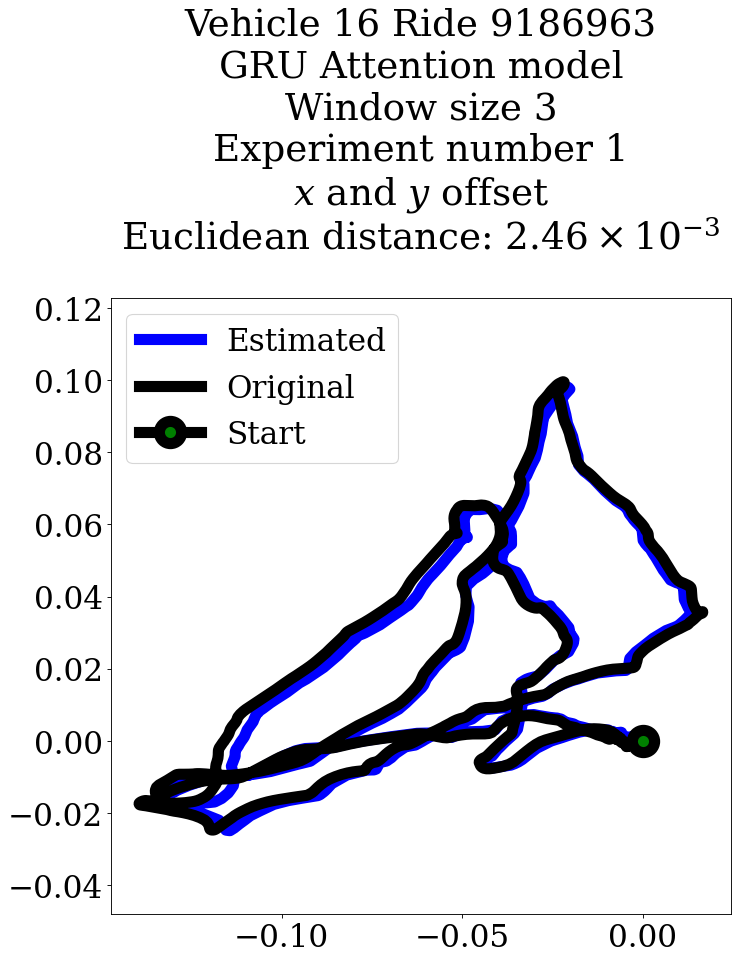 Vehicle 16 Ride 9186963
GRU Attention model
Window size 3
Experiment number 1
x and y offset
Euclidean distance: 2.46 × 10⁻³
0.12
0.10
0.08
0.06
0.04
0.02
0.00
−0.02
−0.04
Estimated
Original
Start
−0.10 −0.05 0.00